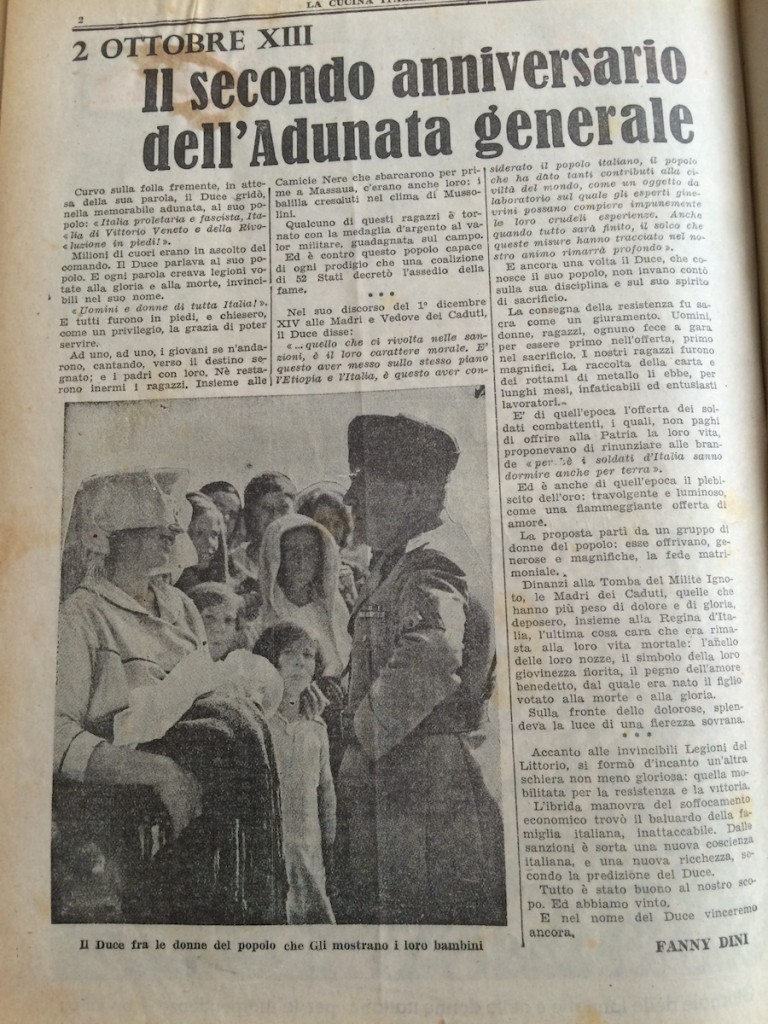 2
LA CUCINA
2 OTTOBRE XIII
Il secondo anniversario
dell'Adunata generale
Curvo sulla folla fremente, in atte-
sa della sua parola, il Duce gridò,
nella memorabile adunata, al suo po-
polo: «Italia proletaria e fascista, Ita-
«lia di Vittorio Veneto e della Rivo-
«luzione in piedi!».
Milioni di cuori erano in ascolto del
comando. Il Duce parlava al suo po-
polo. E ogni parola creava legioni vo-
tate alla gloria e alla morte, invinci-
bili nel suo nome.
«Uomini e donne di tutta Italia!».
E tutti furono in piedi, e chiesero,
come un privilegio, la grazia di poter
servire.
Ad uno, ad uno, i giovani se n'anda-
rono, cantando, verso il destino se-
gnato; e i padri con loro. Nè resta-
rono inermi i ragazzi. Insieme alle
Camicie Nere che sbarcarono per pri-
me a Massaua, c'erano anche loro: i
balilla cresciuti nel clima di Musso-
lini.
Qualcuno di questi ragazzi è tor-
nato con la medaglia d'argento al va-
lor militare, guadagnata sul campo.
Ed è contro questo popolo capace
di ogni prodigio che una coalizione
di 52 Stati decretò l'assedio della
fame.
* * *
Nel suo discorso del 1° dicembre
XIV alle Madri e Vedove dei Caduti,
il Duce disse:
«...quello che ci rivolta nelle san-
zioni, è il loro carattere morale. E'
questo aver messo sullo stesso piano
l'Etiopia e l'Italia, è questo aver con-
siderato il popolo italiano, il popolo
che ha dato tanti contributi alla ci-
viltà del mondo, come un oggetto da
laboratorio sul quale gli esperti gine-
vrini possano compiere impunemente
le loro crudeli esperienze. Anche
quando tutto sarà finito, il solco che
queste misure hanno tracciato nel no-
stro animo rimarrà profondo».
E ancora una volta il Duce, che co-
nosce il suo popolo, non invano contò
sulla sua disciplina e sul suo spirito
di sacrificio.
La consegna della resistenza fu sa-
cra come un giuramento. Uomini,
donne, ragazzi, ognuno fece a gara
per essere primo nell'offerta, primo
nel sacrificio. I nostri ragazzi furono
magnifici. La raccolta della carta e
dei rottami di metallo li ebbe, per
lunghi mesi, infaticabili ed entusiasti
lavoratori.
E' di quell'epoca l'offerta dei sol-
dati combattenti, i quali, non paghi
di offrire alla Patria la loro vita,
proponevano di rinunziare alle bran-
de «perchè i soldati d'Italia sanno
dormire anche per terra».
Ed è anche di quell'epoca il plebi-
scito dell'oro: travolgente e luminoso,
come un fiammeggiante offerta di
amore.
La proposta partì da un gruppo di
donne del popolo: esse offrivano, ge-
nerose e magnifiche, la fede matri-
moniale.
Dinanzi alla Tomba del Milite Igno-
to, le Madri dei Caduti, quelle che
hanno più peso di dolore e di gloria,
deposero, insieme alla Regina d'Ita-
lia, l'ultima cosa cara che era rima-
sta alla loro vita mortale: l'anello
delle loro nozze, il simbolo della loro
giovinezza fiorita, il pegno dell'amore
benedetto, dal quale era nato il figlio
votato alla morte e alla gloria.
Sulla fronte delle dolorose, splen-
deva la luce di una fierezza sovrana.
* * *
Accanto alle invincibili Legioni del
Littorio, si formò d'incanto un'altra
schiera non meno gloriosa: quella mo-
bilitata per la resistenza e la vittoria.
L'ibrida manovra del soffocamento
economico trovò il baluardo della fa-
miglia italiana, inattaccabile. Dalle
sanzioni è sorta una nuova coscienza
italiana, e una nuova ricchezza, se-
condo la predizione del Duce.
Tutto è stato buono al nostro sco-
po. Ed abbiamo vinto.
E nel nome del Duce vinceremo
ancora.
FANNY DINI
Il Duce fra le donne del popolo che Gli mostrano i loro bambini